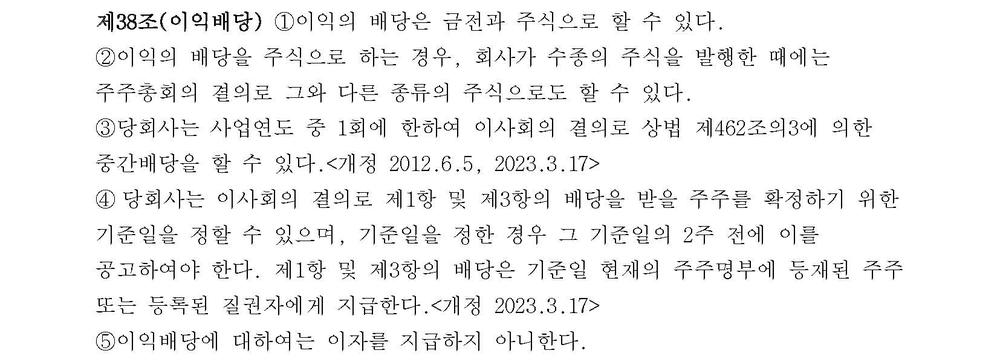 제38조(이익배당) ①이익의 배당은 금전과 주식으로 할 수 있다.
②이익의 배당을 주식으로 하는 경우, 회사가 수종의 주식을 발행한 때에는
주주총회의 결의로 그와 다른 종류의 주식으로도 할 수 있다.
③당회사는 사업연도 중 1회에 한하여 이사회의 결의로 상법 제462조의3에 의한
중간배당을 할 수 있다.<개정 2012.6.5, 2023.3.17>
④ 당회사는 이사회의 결의로 제1항 및 제3항의 배당을 받을 주주를 확정하기 위한
기준일을 정할 수 있으며, 기준일을 정한 경우 그 기준일의 2주 전에 이를
공고하여야 한다. 제1항 및 제3항의 배당은 기준일 현재의 주주명부에 등재된 주주
또는 등록된 질권자에게 지급한다.<개정 2023.3.17>
⑤이익배당에 대하여는 이자를 지급하지 아니한다.